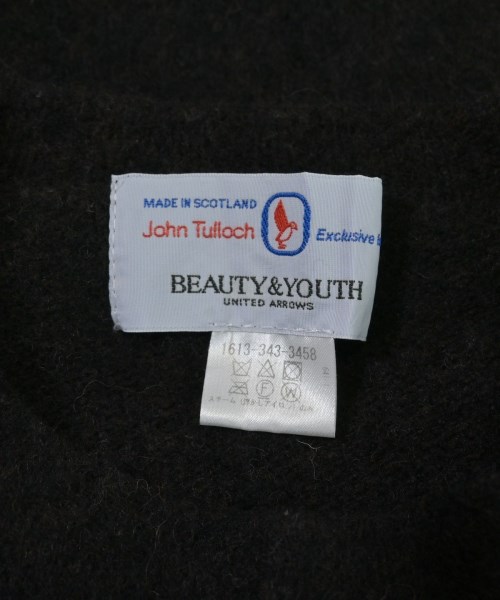 MADE IN SCOTLAND
John Tulloch
Exclusive
BEAUTY&YOUTH
UNITED ARROWS
1613-343-3458
F W